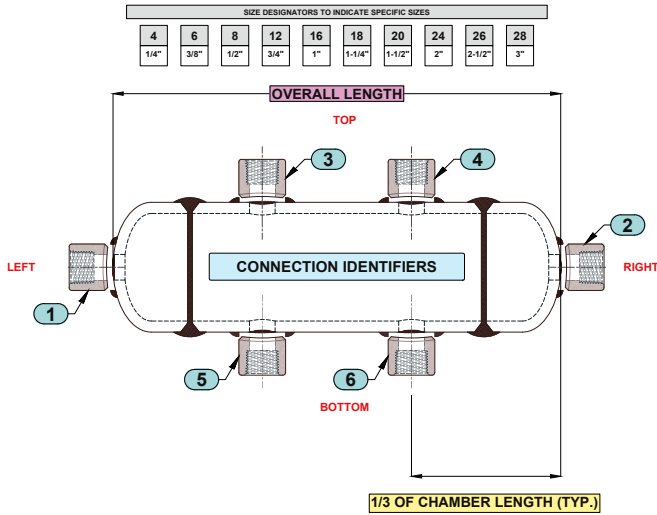 SIZE DESIGNATORS TO INDICATE SPECIFIC SIZES
4 6 8 12 16 18 20 24 26 28
1/4" 3/8" 1/2" 3/4" 1" 1-1/4" 1-1/2" 2" 2-1/2" 3"
OVERALL LENGTH
TOP
3 4
2
LEFT CONNECTION IDENTIFIERS RIGHT
1
5 6
BOTTOM
1/3 OF CHAMBER LENGTH (TYP.)